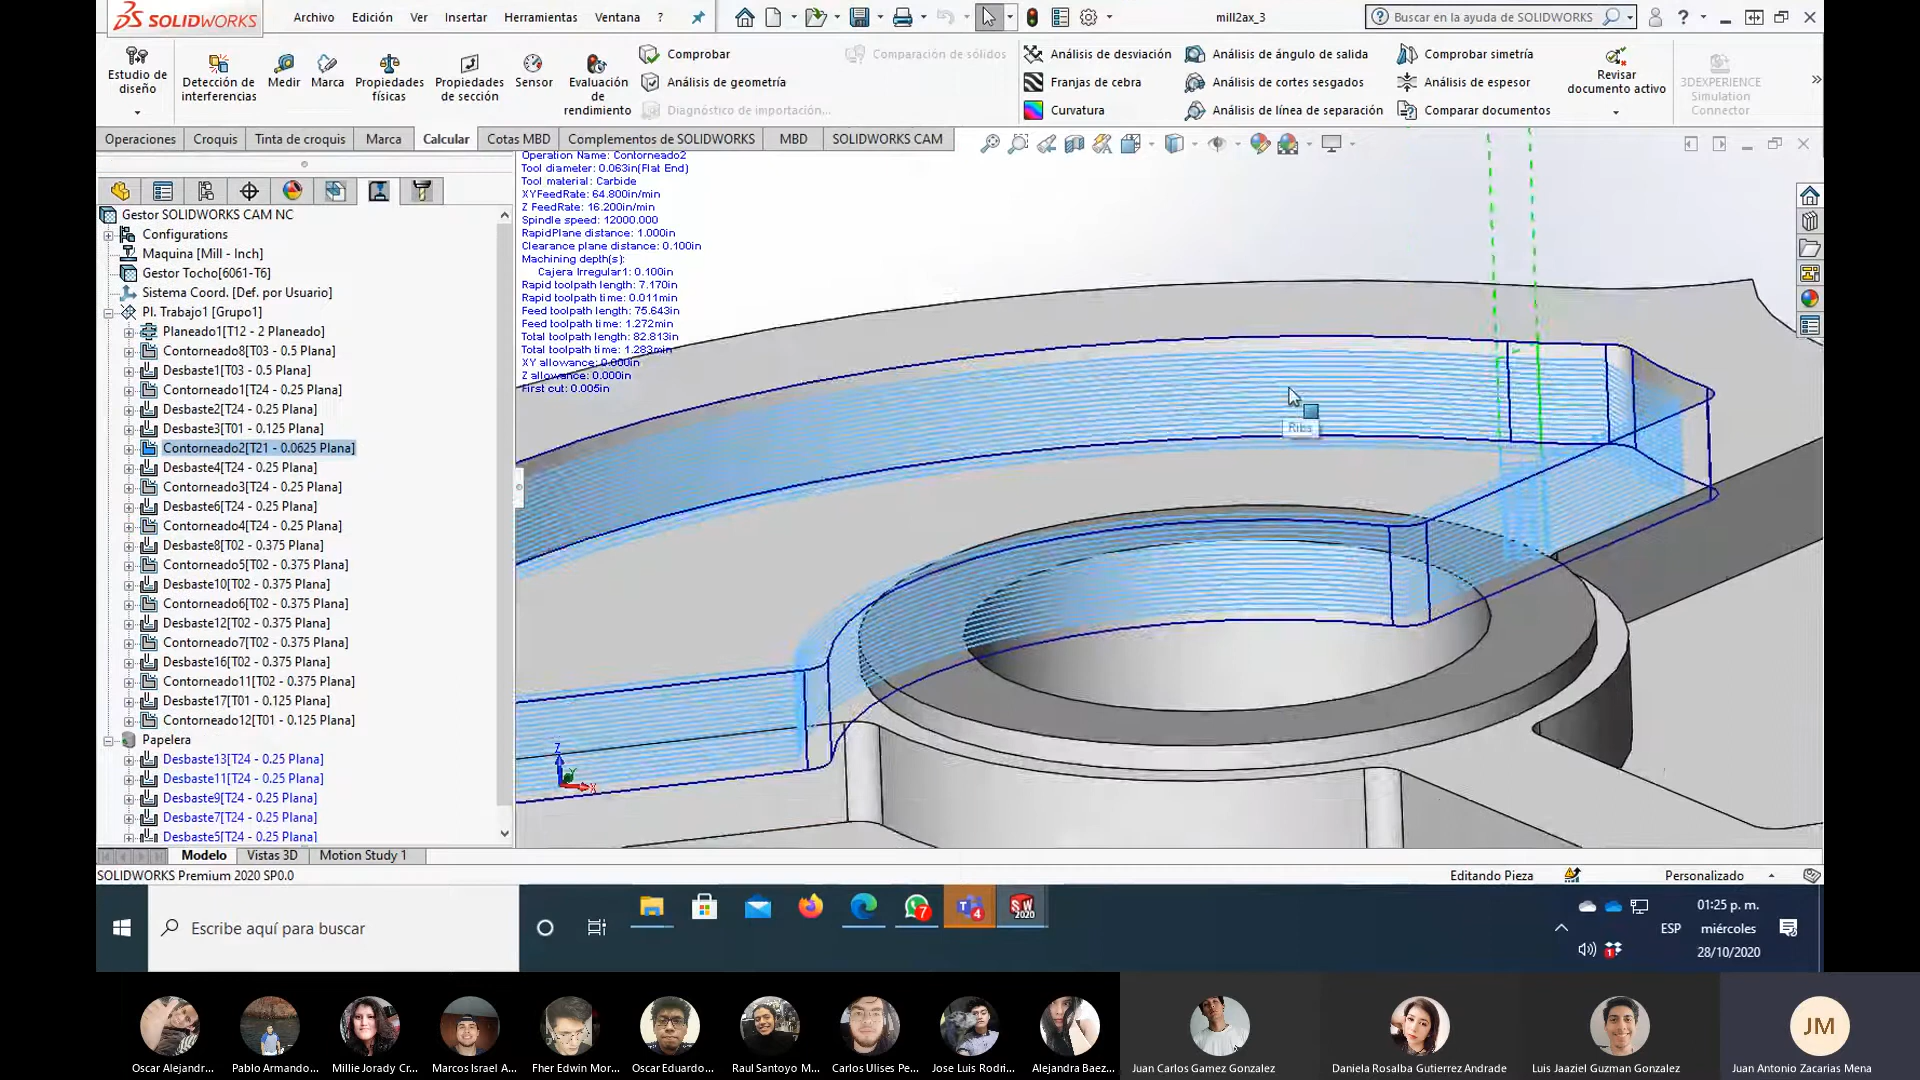 SOLIDWORKS
Archivo Edición Ver Insertar Herramientas Ventana ?
mill2ax_3
Buscar en la ayuda de SOLIDWORKS
?
Estudio de diseño
Detección de interferencias
Medir
Marca
Propiedades físicas
Propiedades de sección
Sensor
Evaluación de rendimiento
Comprobar
Análisis de geometría
Diagnóstico de importación...
Comparación de sólidos
Análisis de desviación
Franjas de cebra
Curvatura
Análisis de ángulo de salida
Análisis de cortes sesgados
Análisis de línea de separación
Comprobar simetría
Análisis de espesor
Comparar documentos
Revisar documento activo
3DEXPERIENCE Simulation Connector
Operaciones Croquis Tinta de croquis Marca Calcular Cotas MBD Complementos de SOLIDWORKS MBD SOLIDWORKS CAM
Gestor SOLIDWORKS CAM NC
Configurations
Maquina [Mill - Inch]
Gestor Tocho[6061-T6]
Sistema Coord. [Def. por Usuario]
Pl. Trabajo1 [Grupo1]
Planeado1[T12 - 2 Planeado]
Contorneado8[T03 - 0.5 Plana]
Desbaste1[T03 - 0.5 Plana]
Contorneado1[T24 - 0.25 Plana]
Desbaste2[T24 - 0.25 Plana]
Desbaste3[T01 - 0.125 Plana]
Contorneado2[T21 - 0.0625 Plana]
Desbaste4[T24 - 0.25 Plana]
Contorneado3[T24 - 0.25 Plana]
Desbaste6[T24 - 0.25 Plana]
Contorneado4[T24 - 0.25 Plana]
Desbaste8[T02 - 0.375 Plana]
Contorneado5[T02 - 0.375 Plana]
Desbaste10[T02 - 0.375 Plana]
Contorneado6[T02 - 0.375 Plana]
Desbaste12[T02 - 0.375 Plana]
Contorneado7[T02 - 0.375 Plana]
Desbaste16[T02 - 0.375 Plana]
Contorneado11[T02 - 0.375 Plana]
Desbaste17[T01 - 0.125 Plana]
Contorneado12[T01 - 0.125 Plana]
Papelera
Desbaste13[T24 - 0.25 Plana]
Desbaste11[T24 - 0.25 Plana]
Desbaste9[T24 - 0.25 Plana]
Desbaste7[T24 - 0.25 Plana]
Desbaste5[T24 - 0.25 Plana]
Operation Name: Contorneado2
Tool diameter: 0.063in(Flat End)
Tool material: Carbide
XYFeedRate: 64.800in/min
Z FeedRate: 16.200in/min
Spindle speed: 12000.000
RapidPlane distance: 1.000in
Clearance plane distance: 0.100in
Machining depth(s):
Cajera Irregular1: 0.100in
Rapid toolpath length: 7.170in
Rapid toolpath time: 0.011min
Feed toolpath length: 75.643in
Feed toolpath time: 1.272min
Total toolpath length: 82.813in
Total toolpath time: 1.283min
XY allowance: 0.000in
Z allowance: 0.000in
First cut: 0.005in
Ribs
Z
Y
X
Modelo Vistas 3D Motion Study 1
SOLIDWORKS Premium 2020 SP0.0
Editando Pieza
Personalizado
Escribe aquí para buscar
7
4
SW 2020
ESP
1
01:25 p. m.
miércoles
28/10/2020
JM
Oscar Alejandr... Pablo Armando... Millie Jorady Cr... Marcos Israel A... Fher Edwin Mor... Oscar Eduardo... Raul Santoyo M... Carlos Ulises Pe... Jose Luis Rodri... Alejandra Baez... Juan Carlos Gamez Gonzalez Daniela Rosalba Gutierrez Andrade Luis Jaaziel Guzman Gonzalez Juan Antonio Zacarias Mena